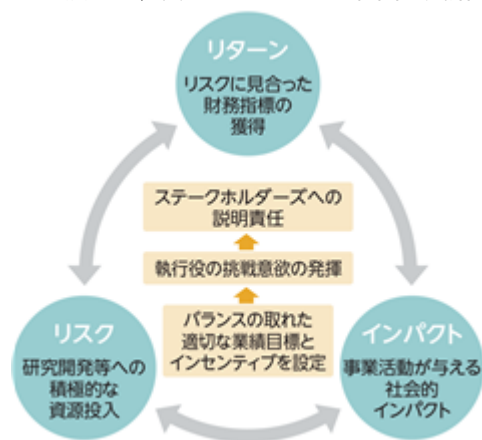 リターン
リスクに見合った
財務指標の
獲得
ステークホルダーズへの
説明責任
執行役の挑戦意欲の発揮
バランスの取れた
適切な業績目標と
インセンティブを設定
リスク
研究開発等への
積極的な
資源投入
インパクト
事業活動が与える
社会的
インパクト